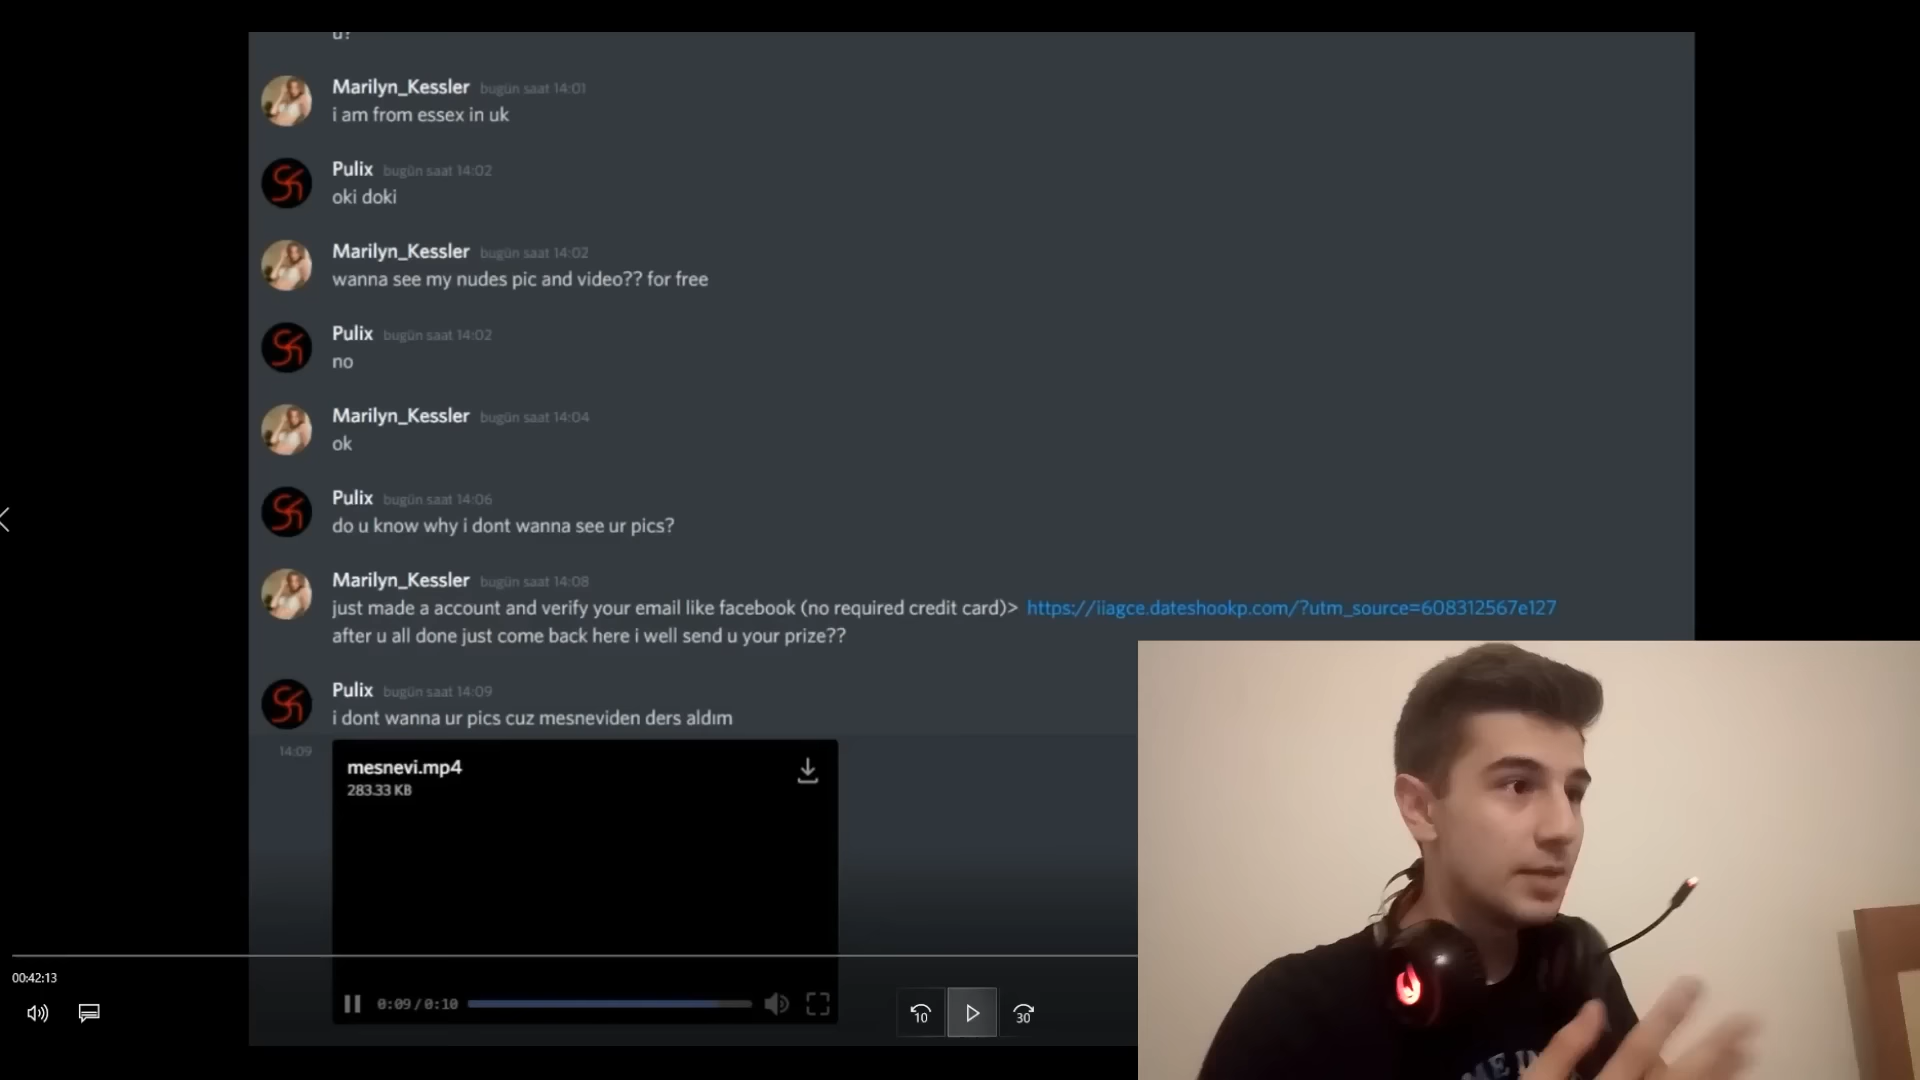 u?
Marilyn_Kessler bugün saat 14:01
i am from essex in uk
Pulix bugün saat 14:02
oki doki
Marilyn_Kessler bugün saat 14:02
wanna see my nudes pic and video?? for free
Pulix bugün saat 14:02
no
Marilyn_Kessler bugün saat 14:04
ok
Pulix bugün saat 14:06
do u know why i dont wanna see ur pics?
Marilyn_Kessler bugün saat 14:08
just made a account and verify your email like facebook (no required credit card)> https://iiagce.dateshookp.com/?utm_source=608312567e127
after u all done just come back here i well send u your prize??
Pulix bugün saat 14:09
i dont wanna ur pics cuz mesneviden ders aldım
14:09
mesnevi.mp4
283.33 KB
0:09/0:10
00:42:13
10
30
ME IN